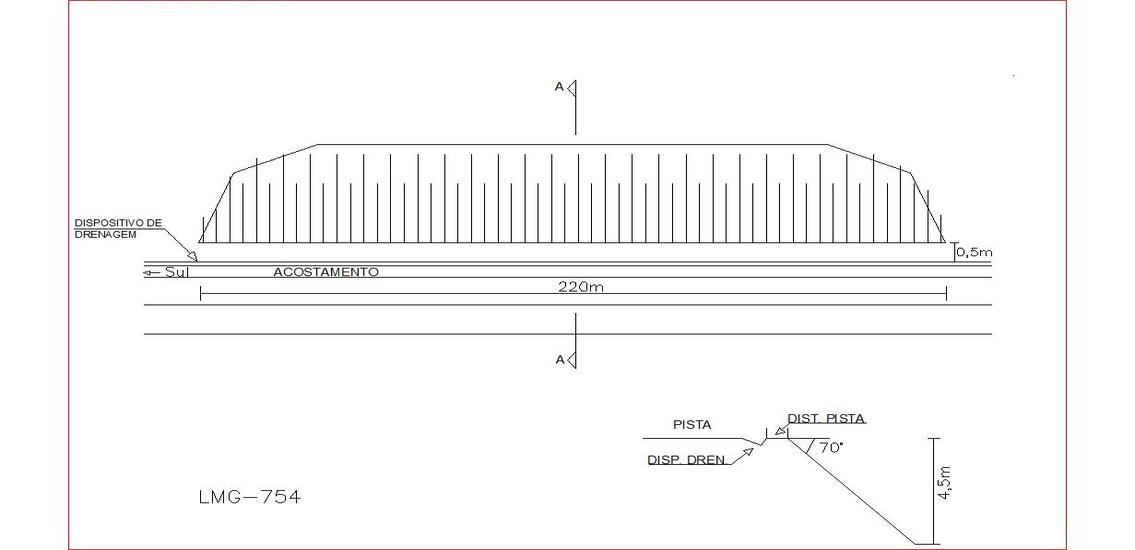 A
DISPOSITIVO DE
DRENAGEM
0,5m
Sul
ACOSTAMENTO
220m
A
DIST. PISTA
PISTA
70°
DISP. DREN.
4,5m
LMG-754